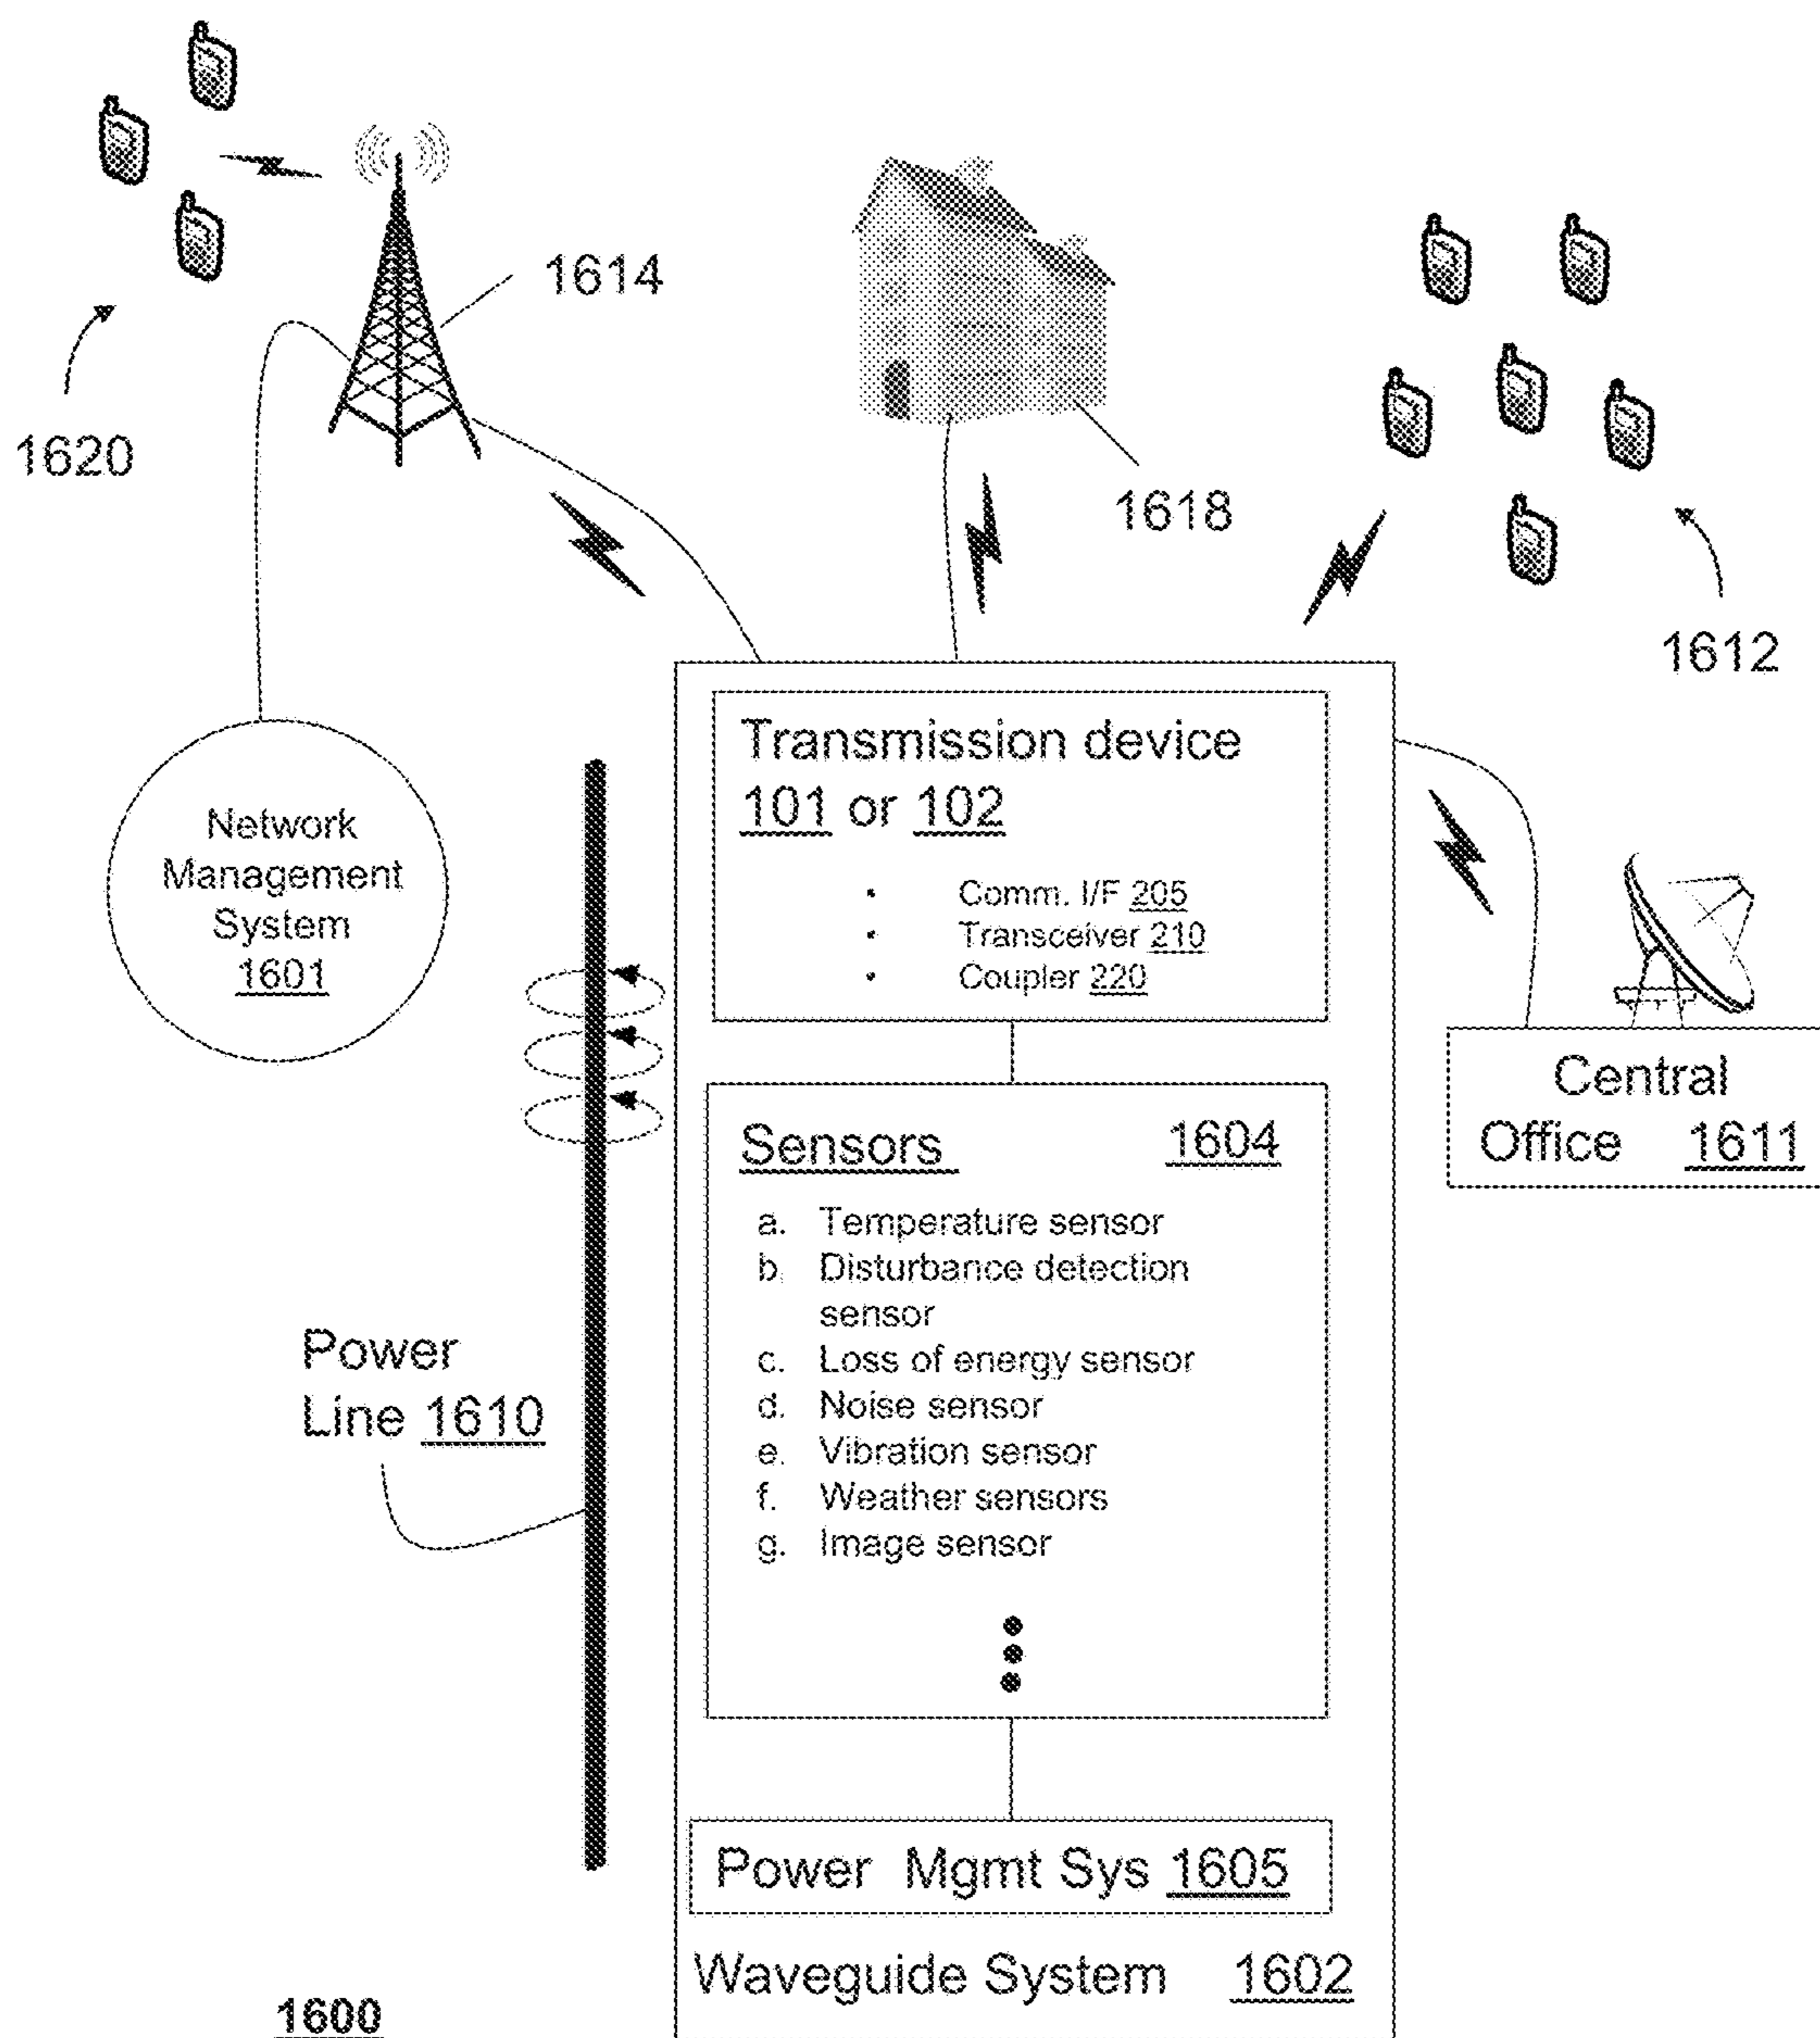 1614
1620
1618
1612
Network
Management
System
1601
Transmission device
101 or 102
• Comm. I/F 205
• Transceiver 210
• Coupler 220
Central
Office 1611
Sensors 1604
a. Temperature sensor
b. Disturbance detection
sensor
c. Loss of energy sensor
d. Noise sensor
e. Vibration sensor
f. Weather sensors
g. Image sensor
Power
Line 1610
Power Mgmt Sys 1605
Waveguide System 1602
1600